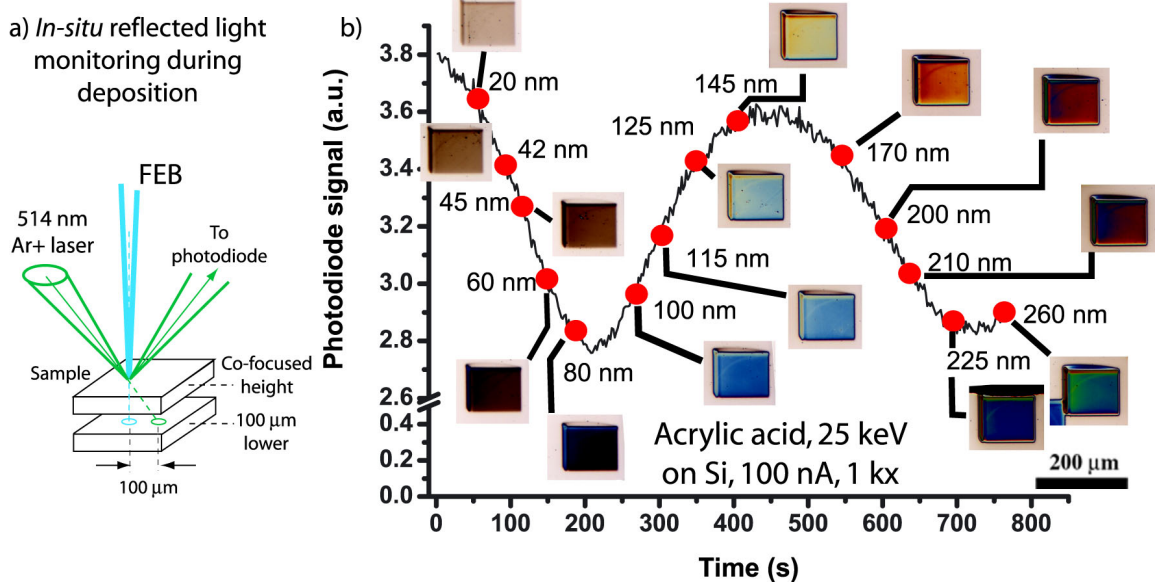 a) In-situ reflected light
monitoring during
deposition
FEB
514 nm
Ar+ laser
To
photodiode
Sample
Co-focused
height
100 μm
lower
100 μm
b)
Photodiode signal (a.u.)
3.8
3.6
3.4
3.2
3.0
2.8
2.6
0.4
0.2
0.0
20 nm
42 nm
45 nm
60 nm
80 nm
100 nm
115 nm
125 nm
145 nm
170 nm
200 nm
210 nm
225 nm
260 nm
Acrylic acid, 25 keV
on Si, 100 nA, 1 kx
200 μm
0 100 200 300 400 500 600 700 800
Time (s)